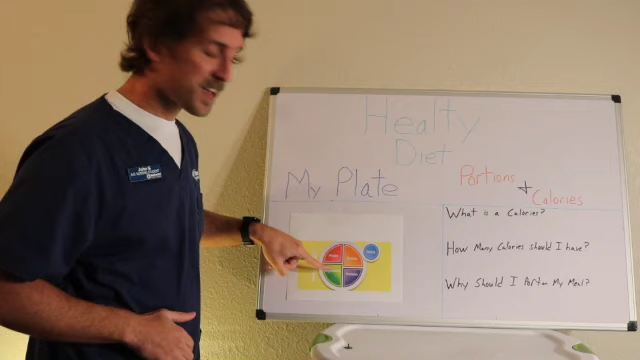 Healty
Diet
My Plate
Portions
+
Calories
What is a Calories?
How Many Calories should I have?
Why should I Portion My Meal?
John S.